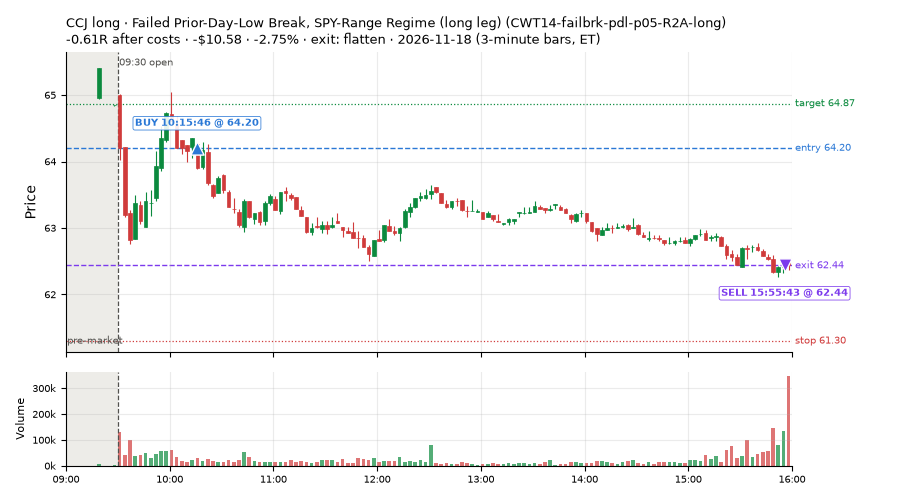 CCJ long · Failed Prior-Day-Low Break, SPY-Range Regime (long leg) (CWT14-failbrk-pdl-p05-R2A-long)
-0.61R after costs · -$10.58 · -2.75% · exit: flatten · 2026-11-18 (3-minute bars, ET)
09:30 open
65
target 64.87
BUY 10:15:46 @ 64.20
entry 64.20
64
Price
63
exit 62.44
62
SELL 15:55:43 @ 62.44
pre-market
stop 61.30
Volume
300k
200k
100k
0k
09:00 10:00 11:00 12:00 13:00 14:00 15:00 16:00